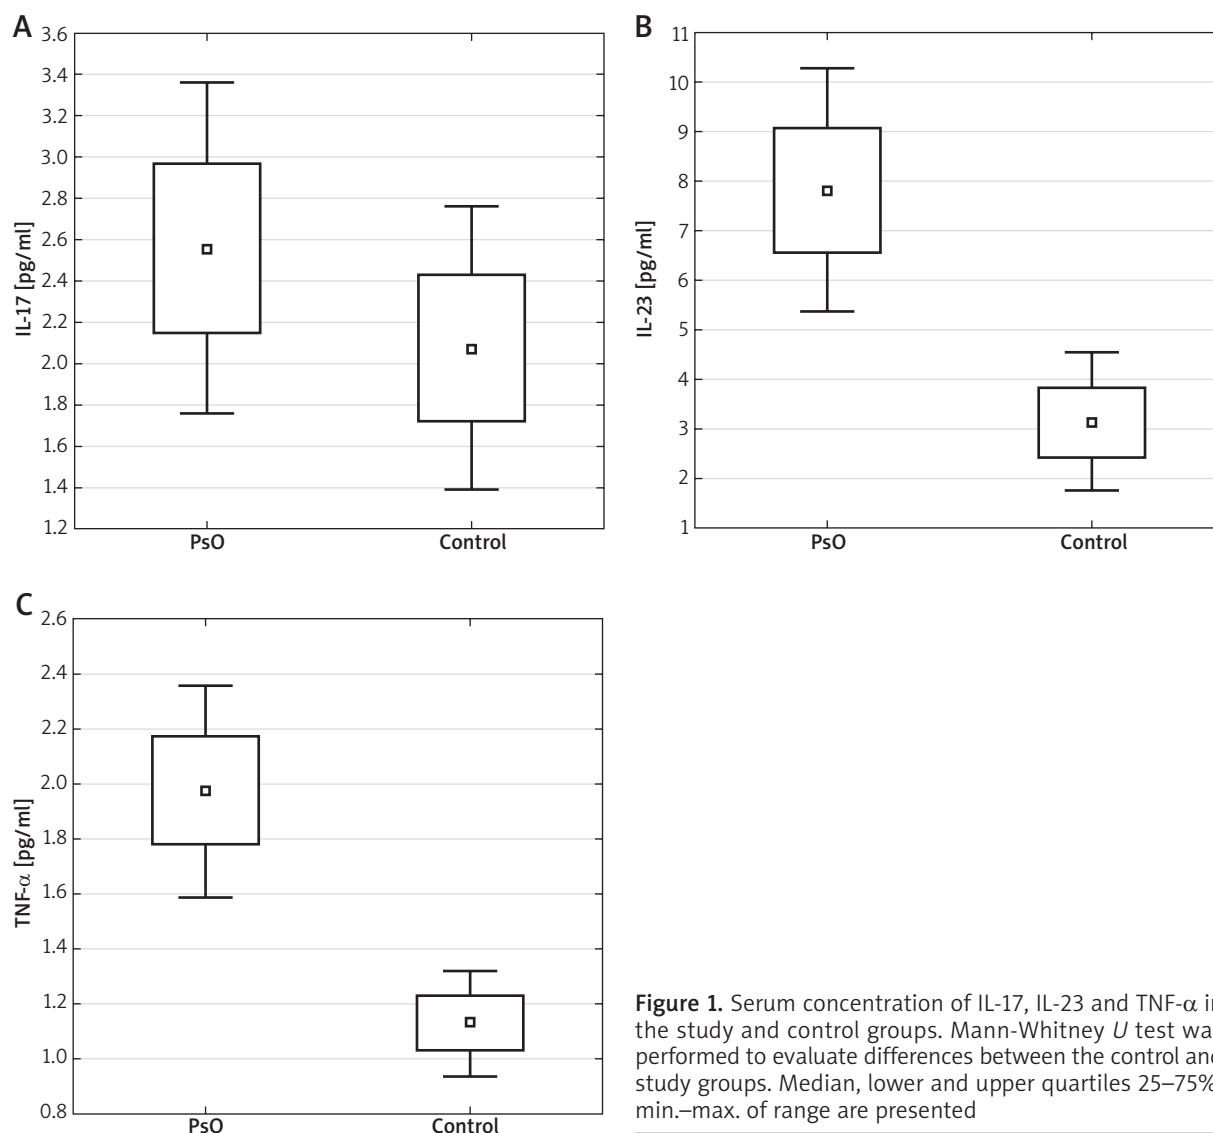 A
3.6
3.4
3.2
3.0
2.8
2.6
2.4
2.2
2.0
1.8
1.6
1.4
1.2
IL-17 [pg/ml]
PsO Control
B
11
10
9
8
7
6
5
4
3
2
1
IL-23 [pg/ml]
PsO Control
C
2.6
2.4
2.2
2.0
1.8
1.6
1.4
1.2
1.0
0.8
TNF-α [pg/ml]
PsO Control
Figure 1. Serum concentration of IL-17, IL-23 and TNF-α
the study and control groups. Mann-Whitney U test
performed to evaluate differences between the control
study groups. Median, lower and upper quartiles 25–75%
min.–max. of range are presented